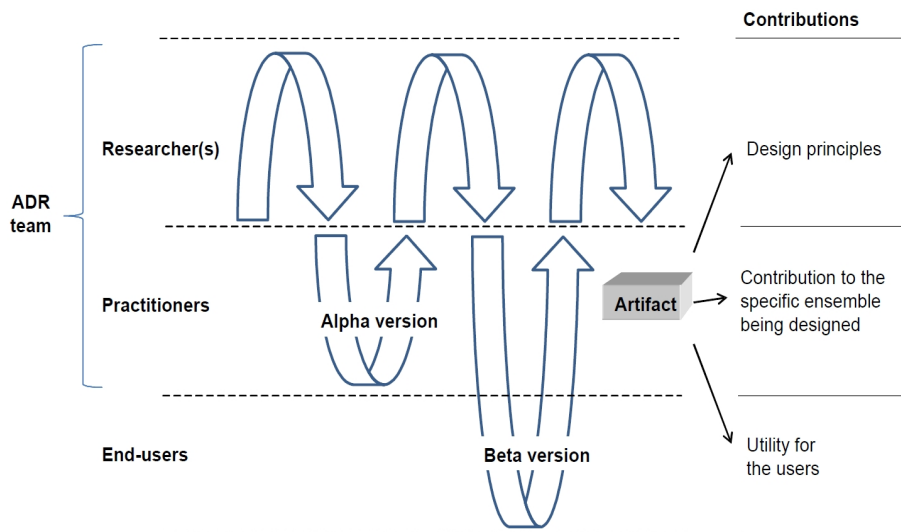 Contributions
Researcher(s)
Design principles
ADR
team
Practitioners
Alpha version
Artifact
Contribution to the
specific ensemble
being designed
End-users
Beta version
Utility for
the users